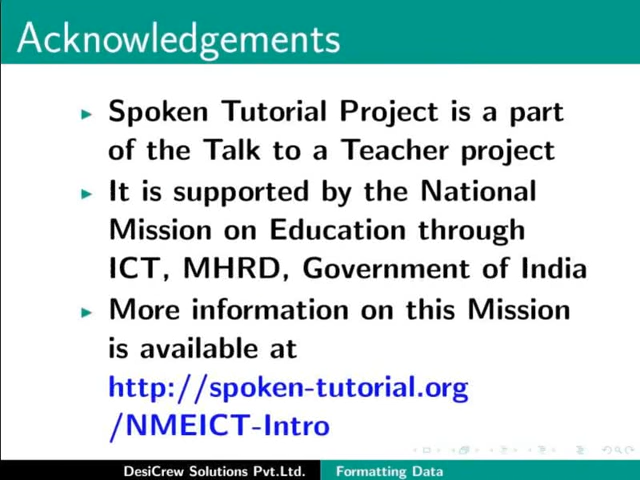 Acknowledgements
Spoken Tutorial Project is a part
of the Talk to a Teacher project
It is supported by the National
Mission on Education through
ICT, MHRD, Government of India
More information on this Mission
is available at
http://spoken-tutorial.org
/NMEICT-Intro
DesiCrew Solutions Pvt.Ltd. Formatting Data